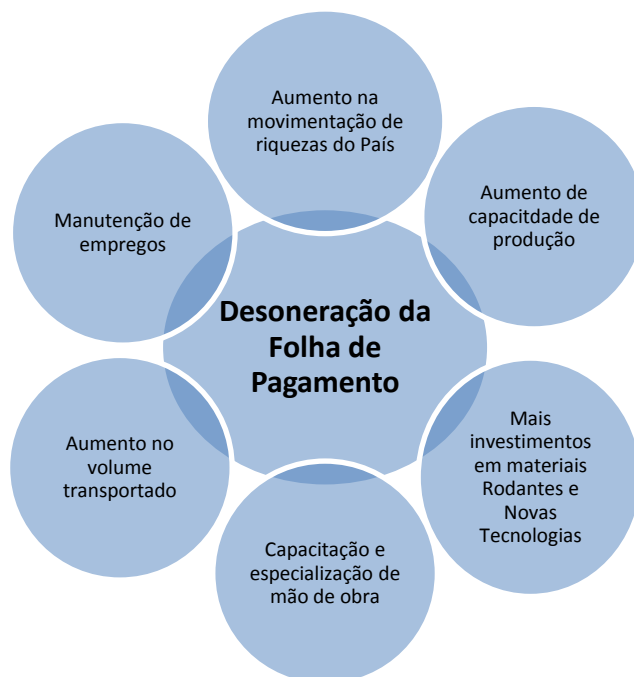 Aumento na
movimentação de
riquezas do País
Aumento de
capacitdade de
produção
Manutenção de
empregos
Desoneração da
Folha de
Pagamento
Mais
investimentos
em materiais
Rodantes e
Novas
Tecnologias
Aumento no
volume
transportado
Capacitação e
especialização de
mão de obra